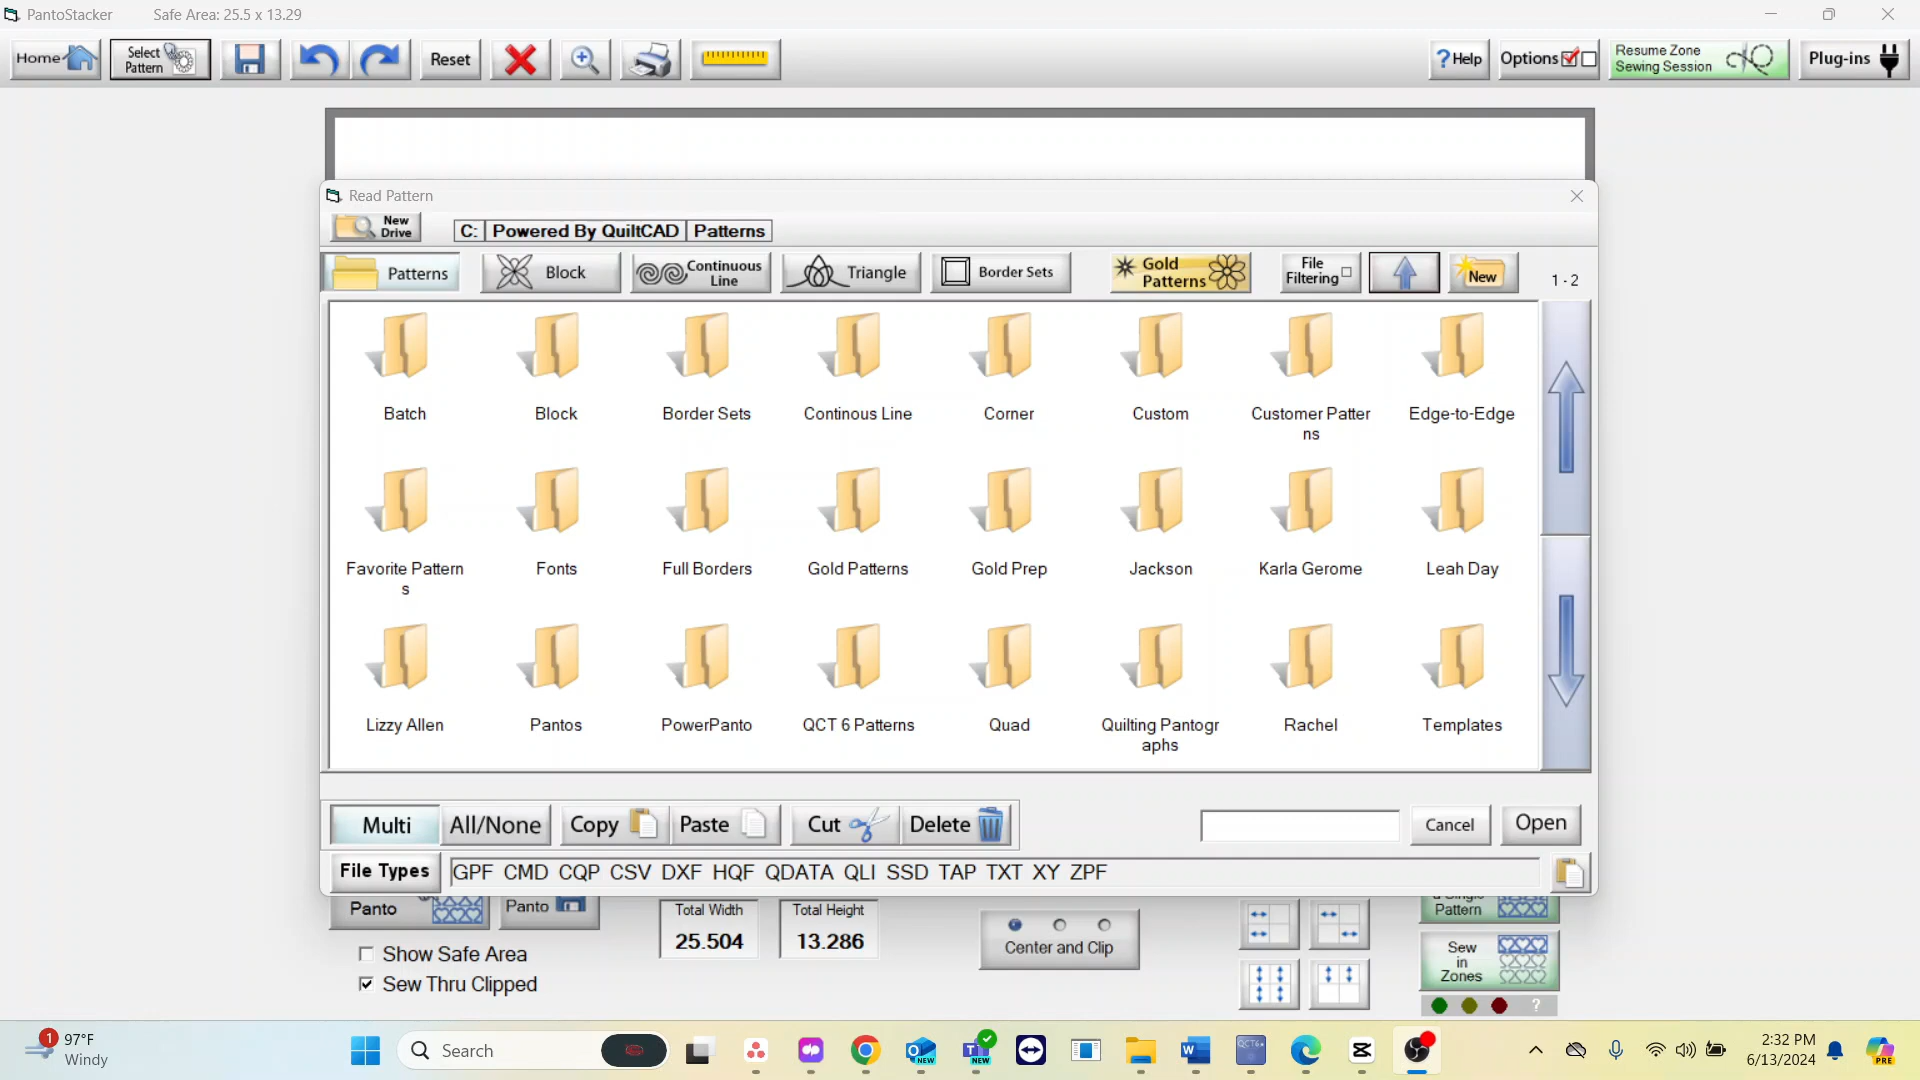 PantoStacker Safe Area: 25.5 x 13.29
Home
Select
Pattern
Reset
? Help
Options
Resume Zone
Sewing Session
Plug-ins
Read Pattern
New
Drive
C: Powered By QuiltCAD Patterns
Patterns
Block
Continuous
Line
Triangle
Border Sets
Gold
Patterns
File
Filtering
New
1 - 2
Batch
Block
Border Sets
Continous Line
Corner
Custom
Customer Patter
ns
Edge-to-Edge
Favorite Pattern
s
Fonts
Full Borders
Gold Patterns
Gold Prep
Jackson
Karla Gerome
Leah Day
Lizzy Allen
Pantos
PowerPanto
QCT 6 Patterns
Quad
Quilting Pantogr
aphs
Rachel
Templates
Multi
All/None
Copy
Paste
Cut
Delete
Cancel
Open
File Types
GPF CMD CQP CSV DXF HQF QDATA QLI SSD TAP TXT XY ZPF
Panto
Panto
Total Width
25.504
Total Height
13.286
Center and Clip
Pattern
Sew
in
Zones
?
Show Safe Area
Sew Thru Clipped
1
97°F
Windy
Search
NEW
NEW
QCT6
PRE
2:32 PM
6/13/2024